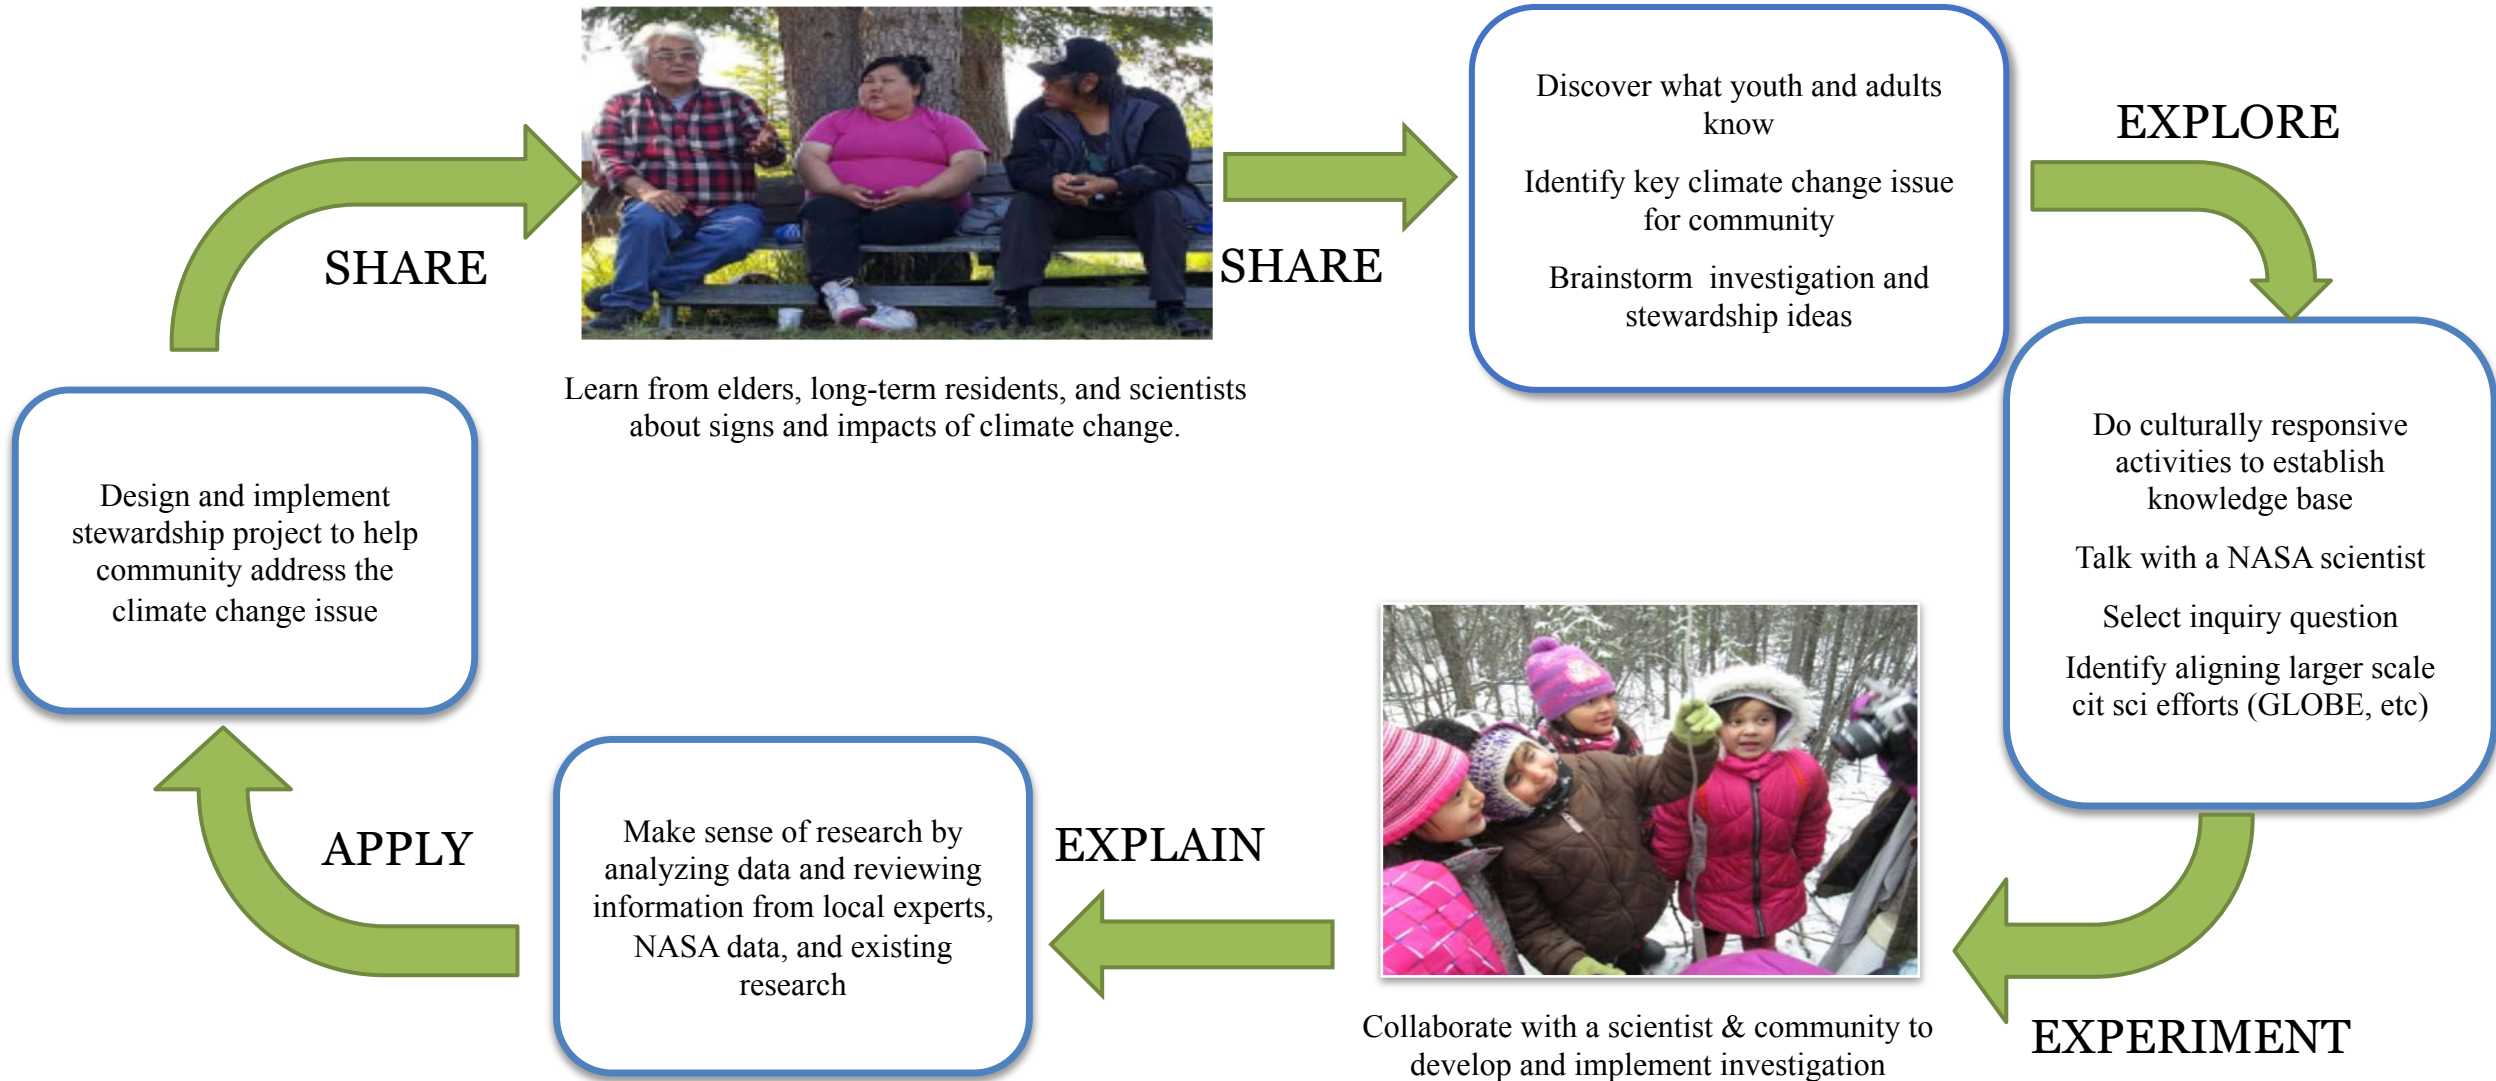 SHARE
Learn from elders, long-term residents, and scientists
about signs and impacts of climate change.
SHARE
Discover what youth and adults
know
Identify key climate change issue
for community
Brainstorm  investigation and
stewardship ideas
EXPLORE
Do culturally responsive
activities to establish
knowledge base
Talk with a NASA scientist
Select inquiry question
Identify aligning larger scale
cit sci efforts (GLOBE, etc)
EXPERIMENT
Collaborate with a scientist & community to
develop and implement investigation
EXPLAIN
Make sense of research by
analyzing data and reviewing
information from local experts,
NASA data, and existing
research
APPLY
Design and implement
stewardship project to help
community address the
climate change issue